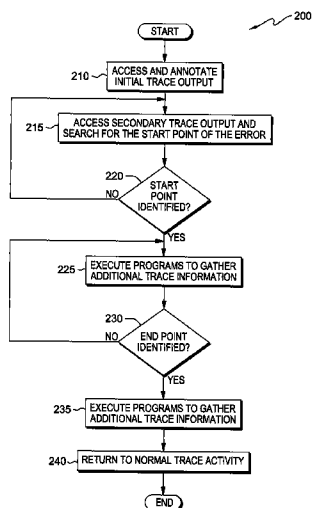 200
START
210
ACCESS AND ANNOTATE
INITIAL TRACE OUTPUT
215
ACCESS SECONDARY TRACE OUTPUT AND
SEARCH FOR THE START POINT OF THE ERROR
220
START
POINT
IDENTIFIED?
NO
YES
225
EXECUTE PROGRAMS TO GATHER
ADDITIONAL TRACE INFORMATION
230
END POINT
IDENTIFIED?
NO
YES
235
EXECUTE PROGRAMS TO GATHER
ADDITIONAL TRACE INFORMATION
240
RETURN TO NORMAL TRACE ACTIVITY
END